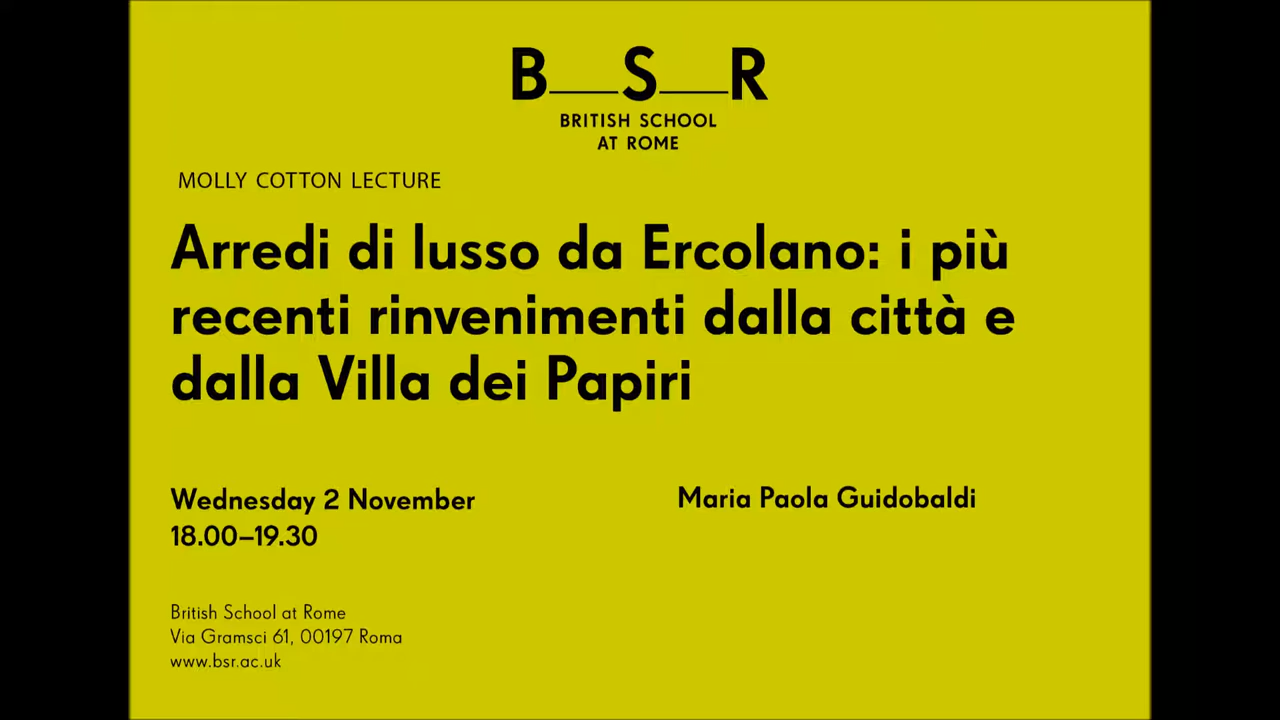 B__S__R
BRITISH SCHOOL
AT ROME
MOLLY COTTON LECTURE
Arredi di lusso da Ercolano: i più
recenti rinvenimenti dalla città e
dalla Villa dei Papiri
Wednesday 2 November
18.00–19.30
Maria Paola Guidobaldi
British School at Rome
Via Gramsci 61, 00197 Roma
www.bsr.ac.uk